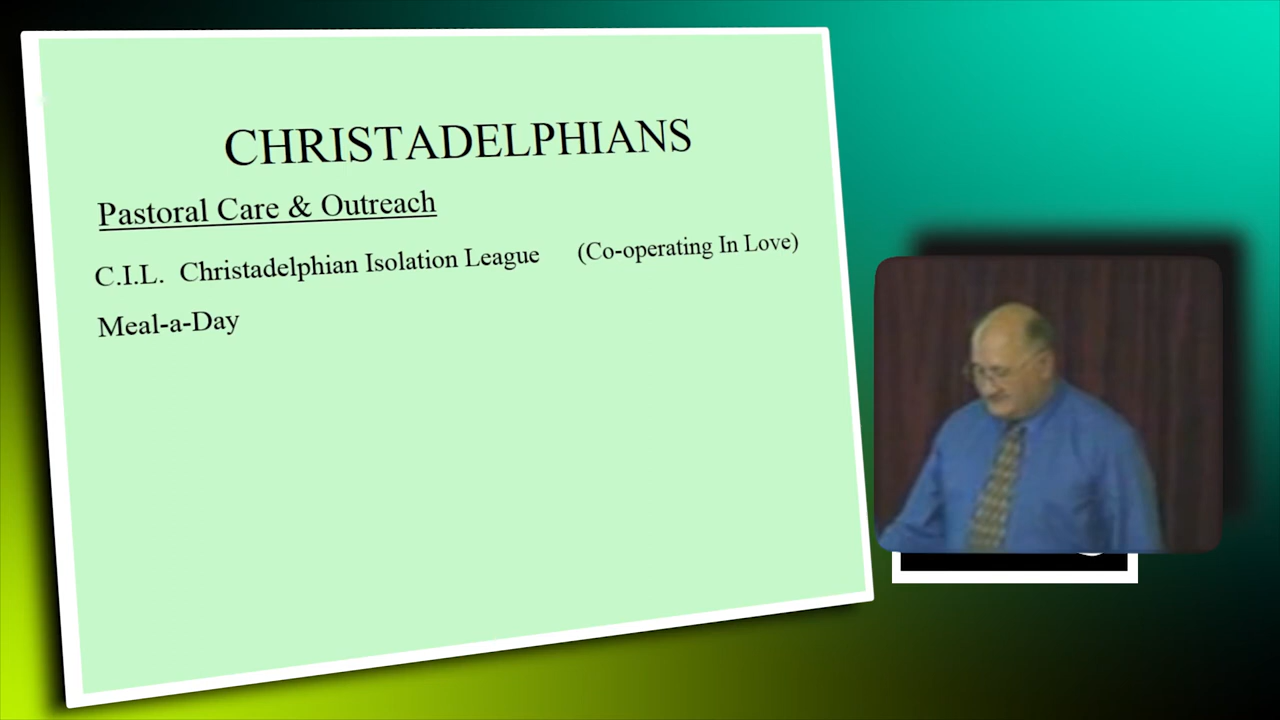 CHRISTADELPHIANS
Pastoral Care & Outreach
C.I.L. Christadelphian Isolation League (Co-operating In Love)
Meal-a-Day